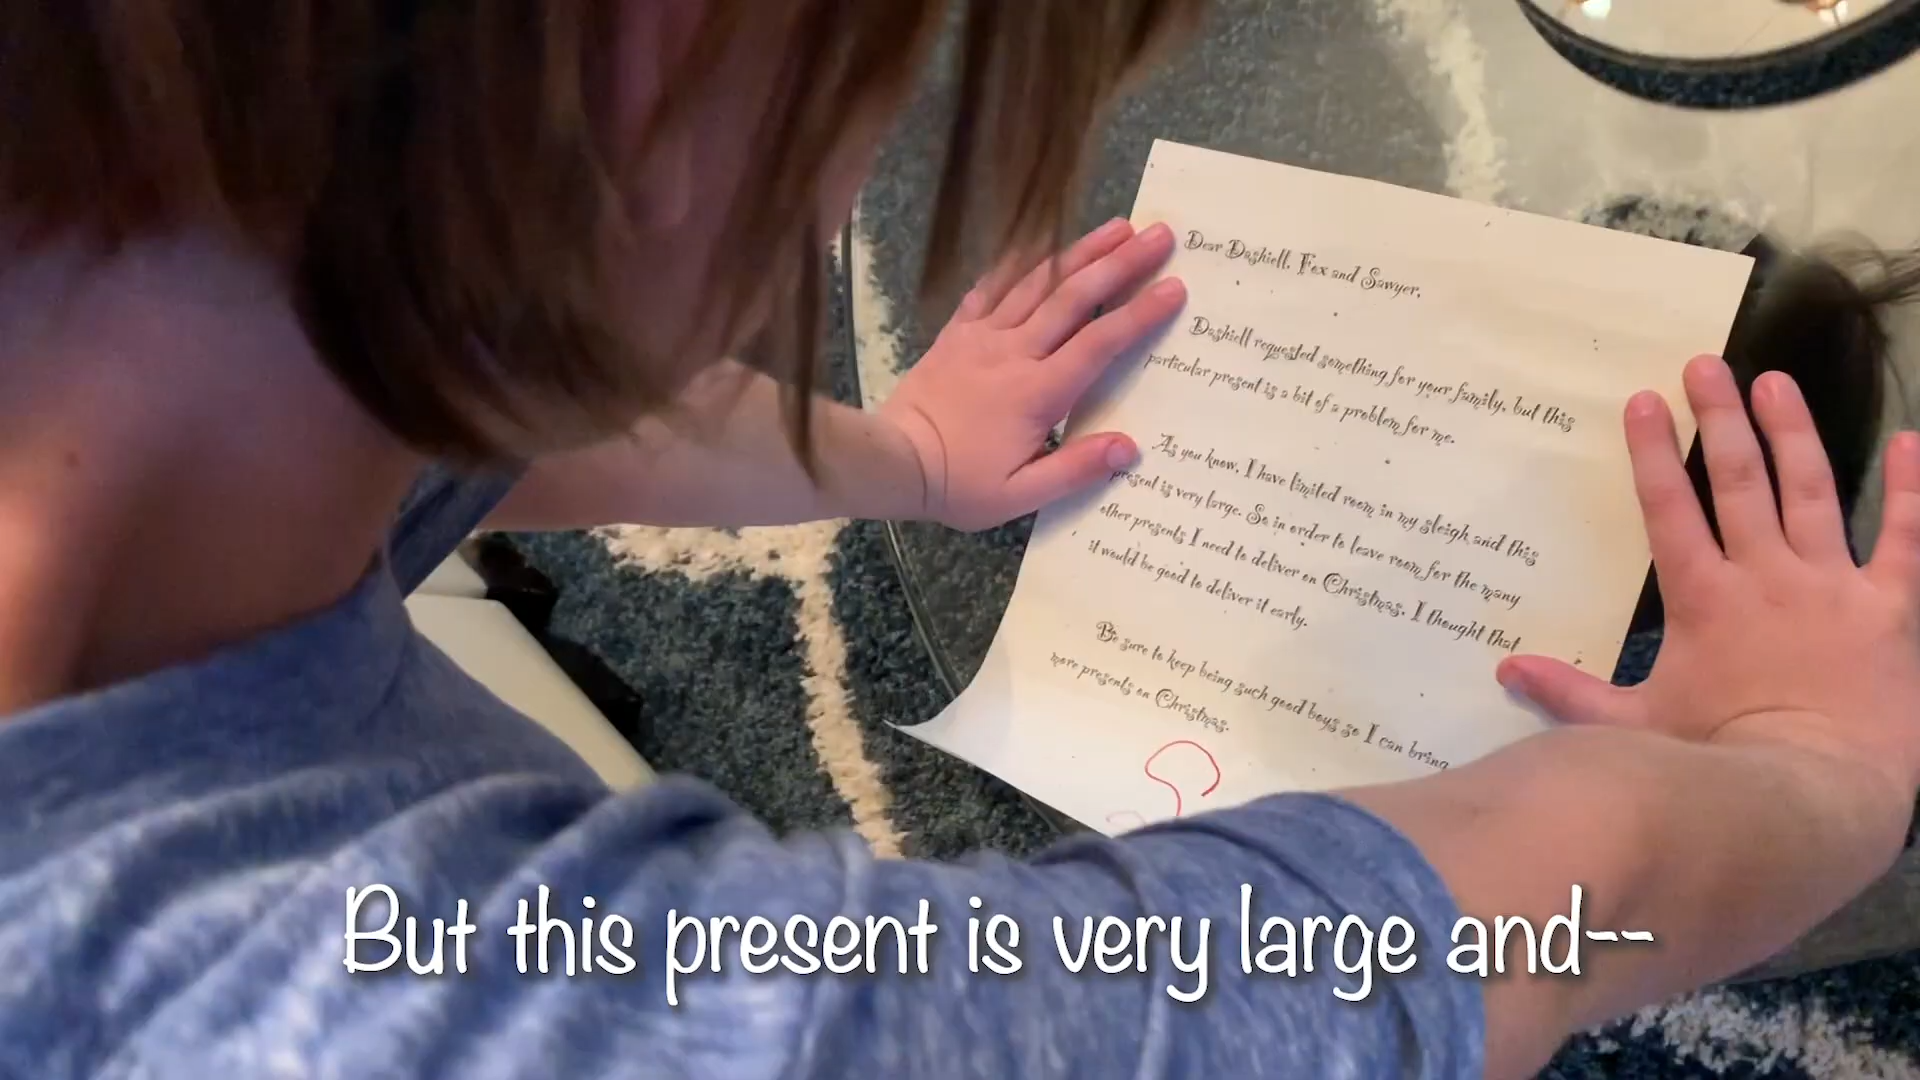 Dear Dashiell, Fox and Sawyer,
Dashiell requested something for your family, but this
particular present is a bit of a problem for me.
As you know, I have limited room in my sleigh and this
present is very large. So in order to leave room for the many
other presents I need to deliver on Christmas, I thought that
it would be good to deliver it early.
Be sure to keep being such good boys so I can bring
more presents on Christmas.
But this present is very large and--